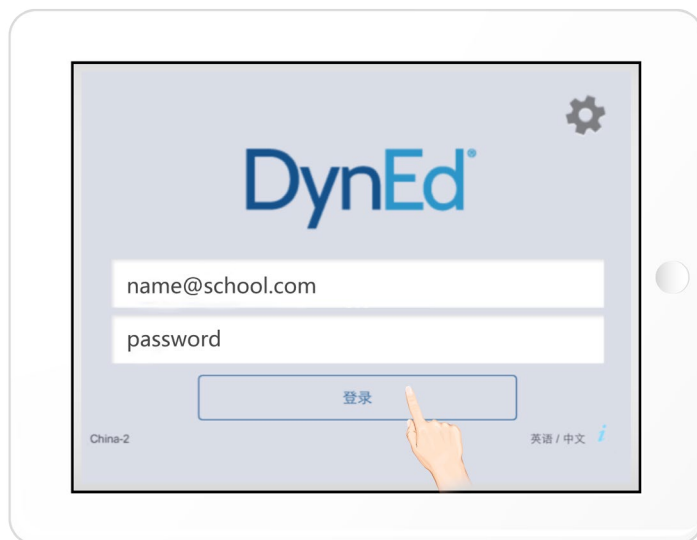 DynEd®
name@school.com
password
登录
China-2
英语 / 中文 i